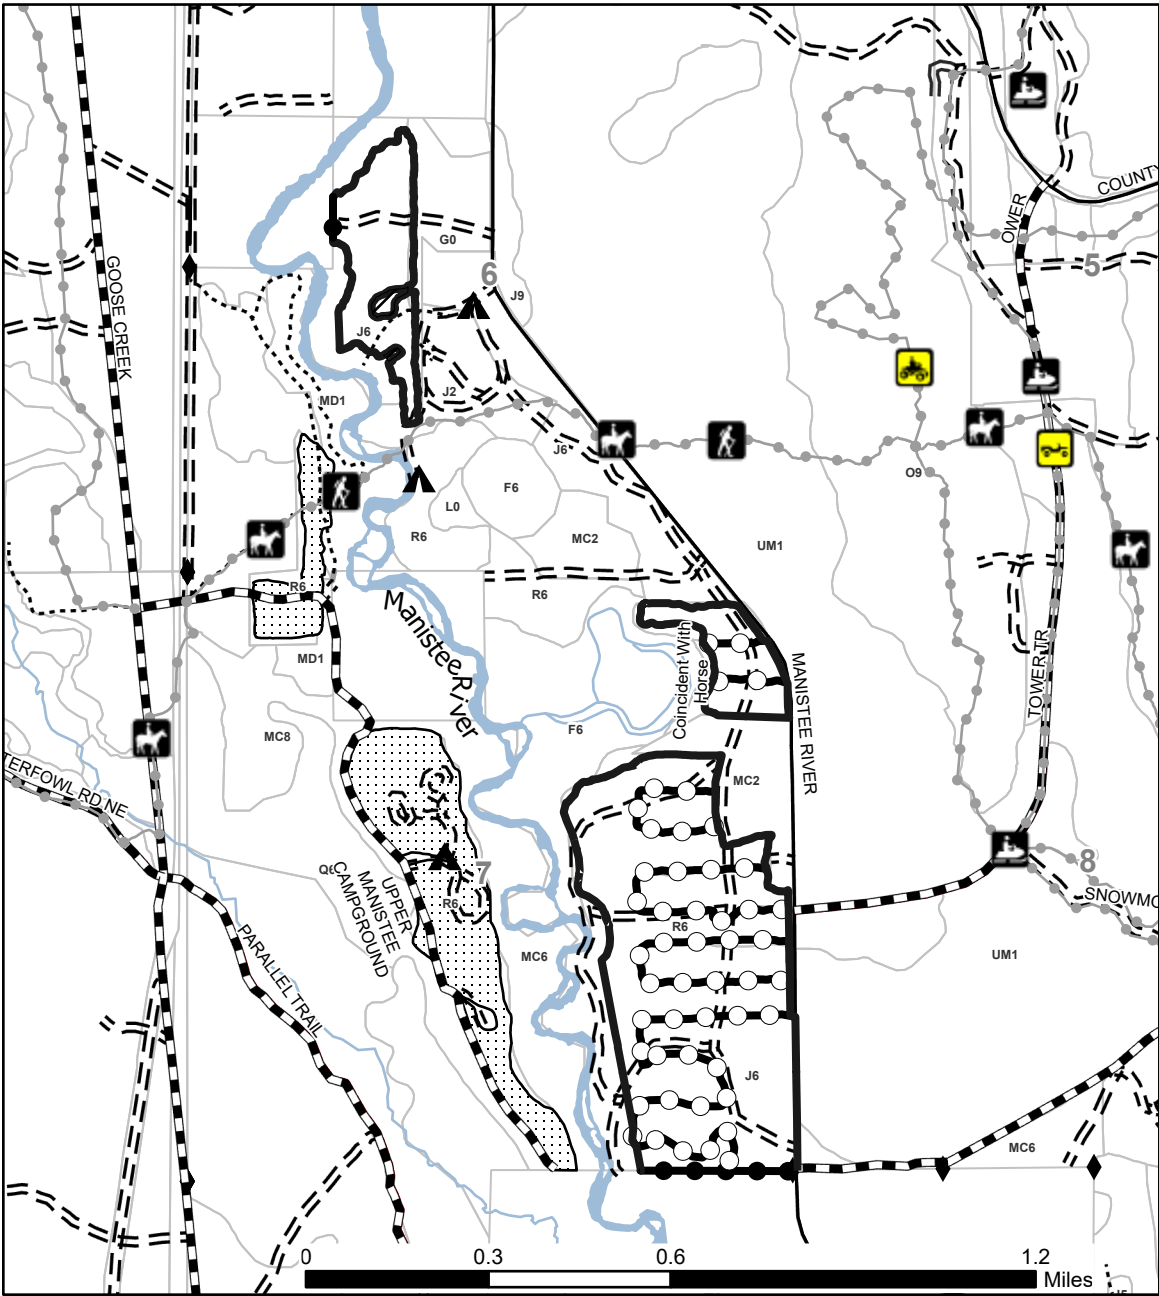 COUNTY
OWER
G0
GOOSE CREEK
5
6
J9
J6
J2
MD1
J6
O9
F6
L0
R6
MC2
UM1
R6
R6
Manistee River
Coincident With
Horse
TOWER TR
MANISTEE RIVER
MD1
MC8
F6
MC2
TERFOWL RD NE
8
7
SNOWMO
UPPER
MANISTEE
CAMPGROUND
R6
R6
MC6
UM1
PARALLEL TRAIL
J6
MC6
0 0.3 0.6 1.2
Miles